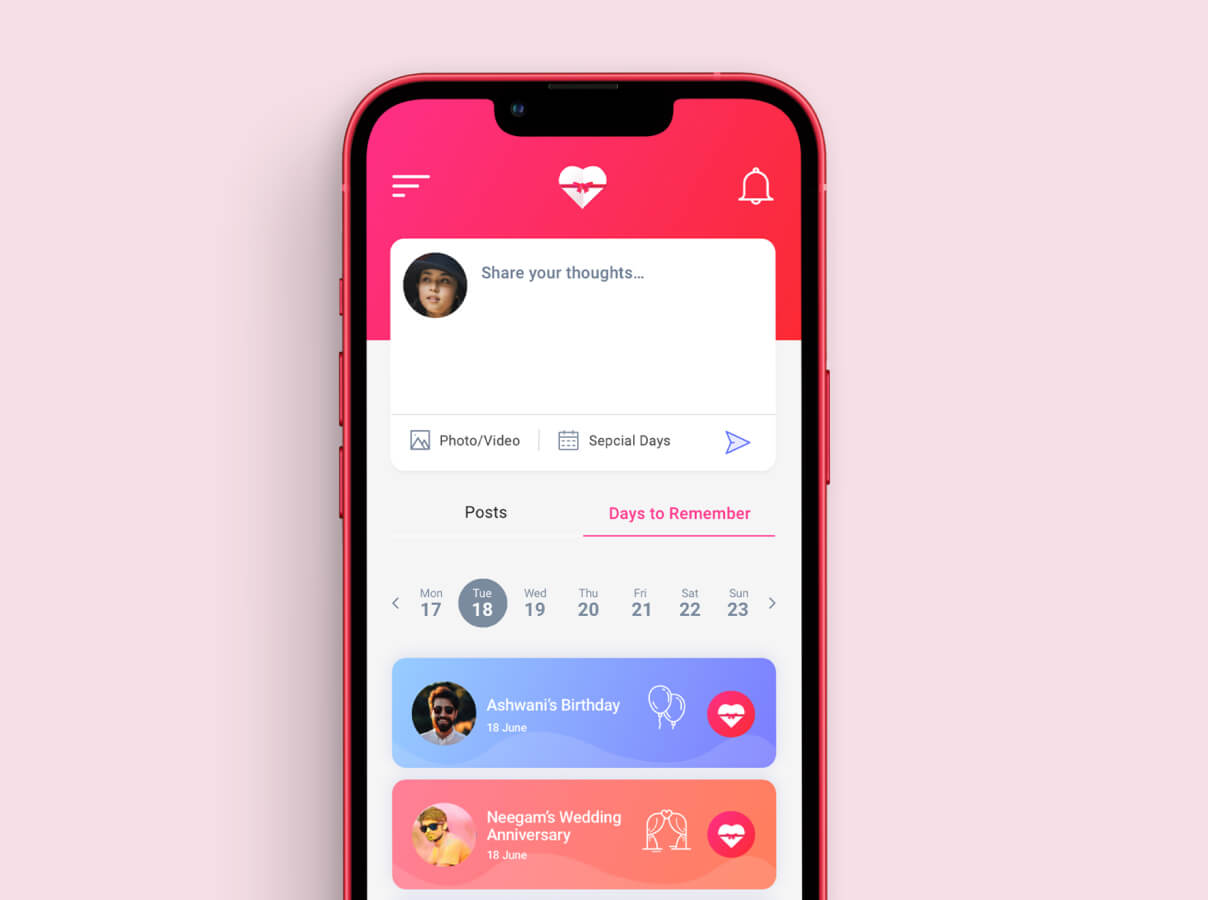 Share your thoughts...
Photo/Video
Sepcial Days
Posts
Days to Remember
Mon Tue Wed Thu Fri Sat Sun
17 18 19 20 21 22 23
Ashwani's Birthday
18 June
Neegam's Wedding
Anniversary
18 June